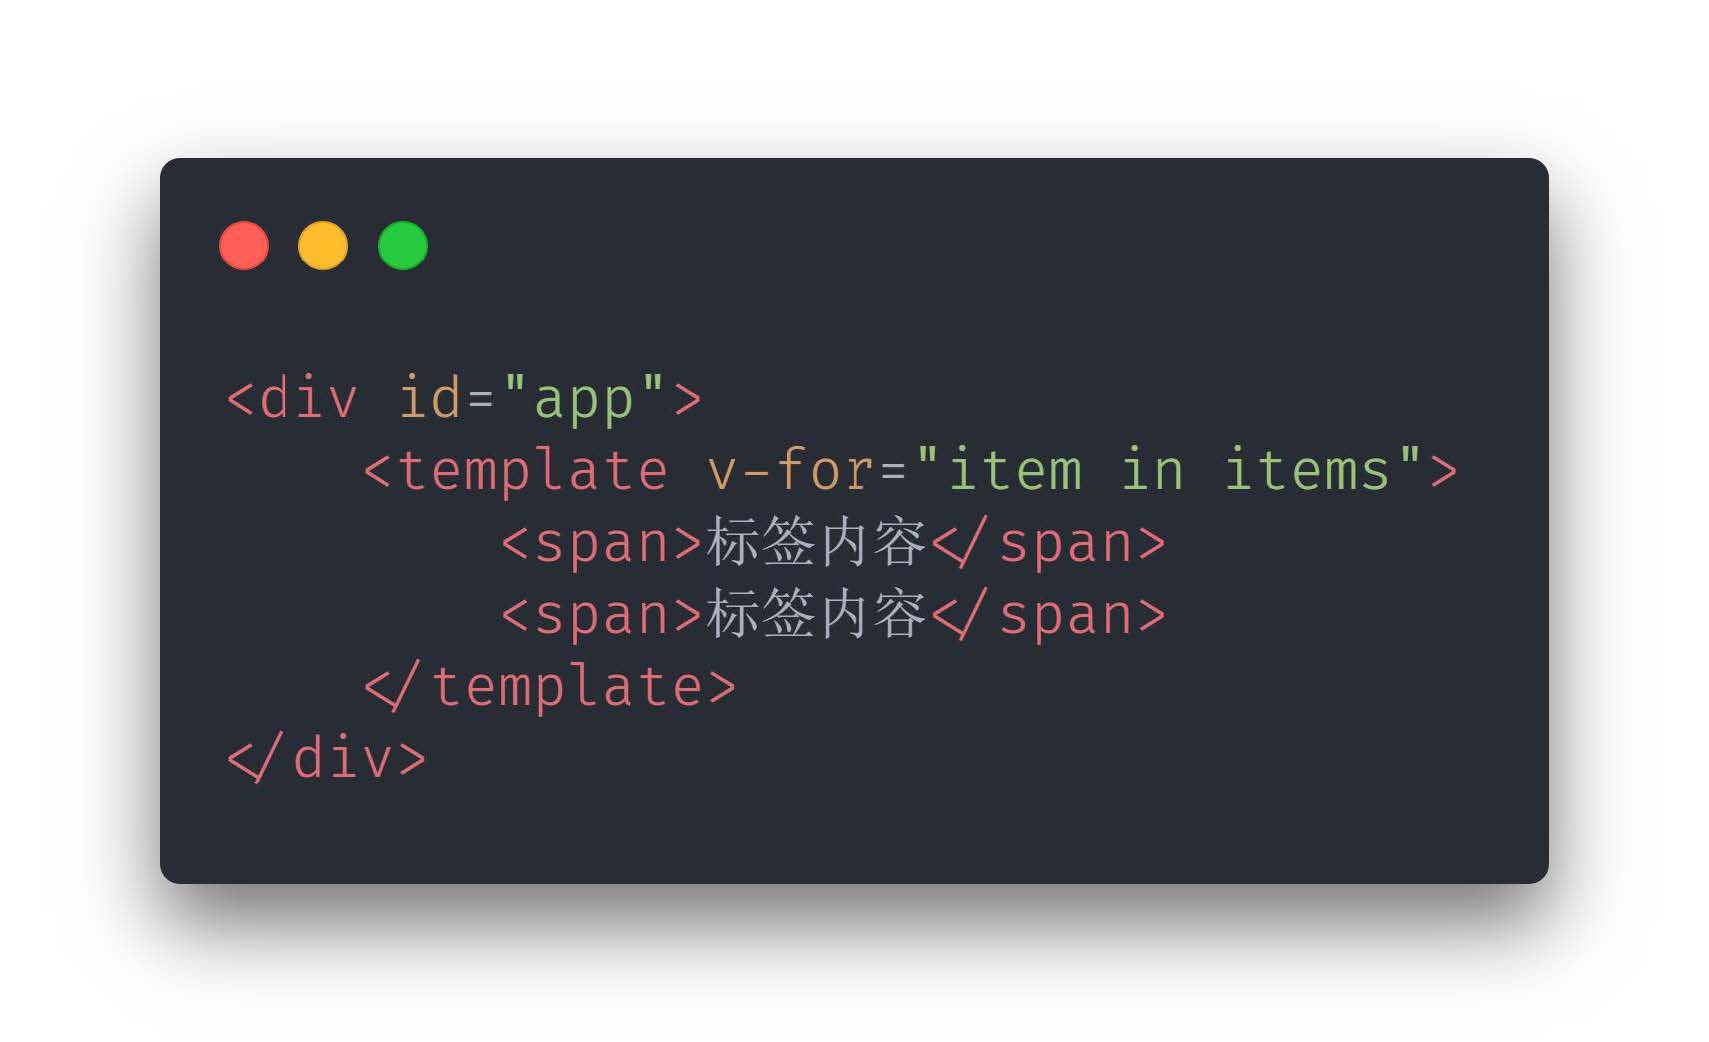 <div id="app">
    <template v-for="item in items">
        <span>标签内容</span>
        <span>标签内容</span>
    </template>
</div>